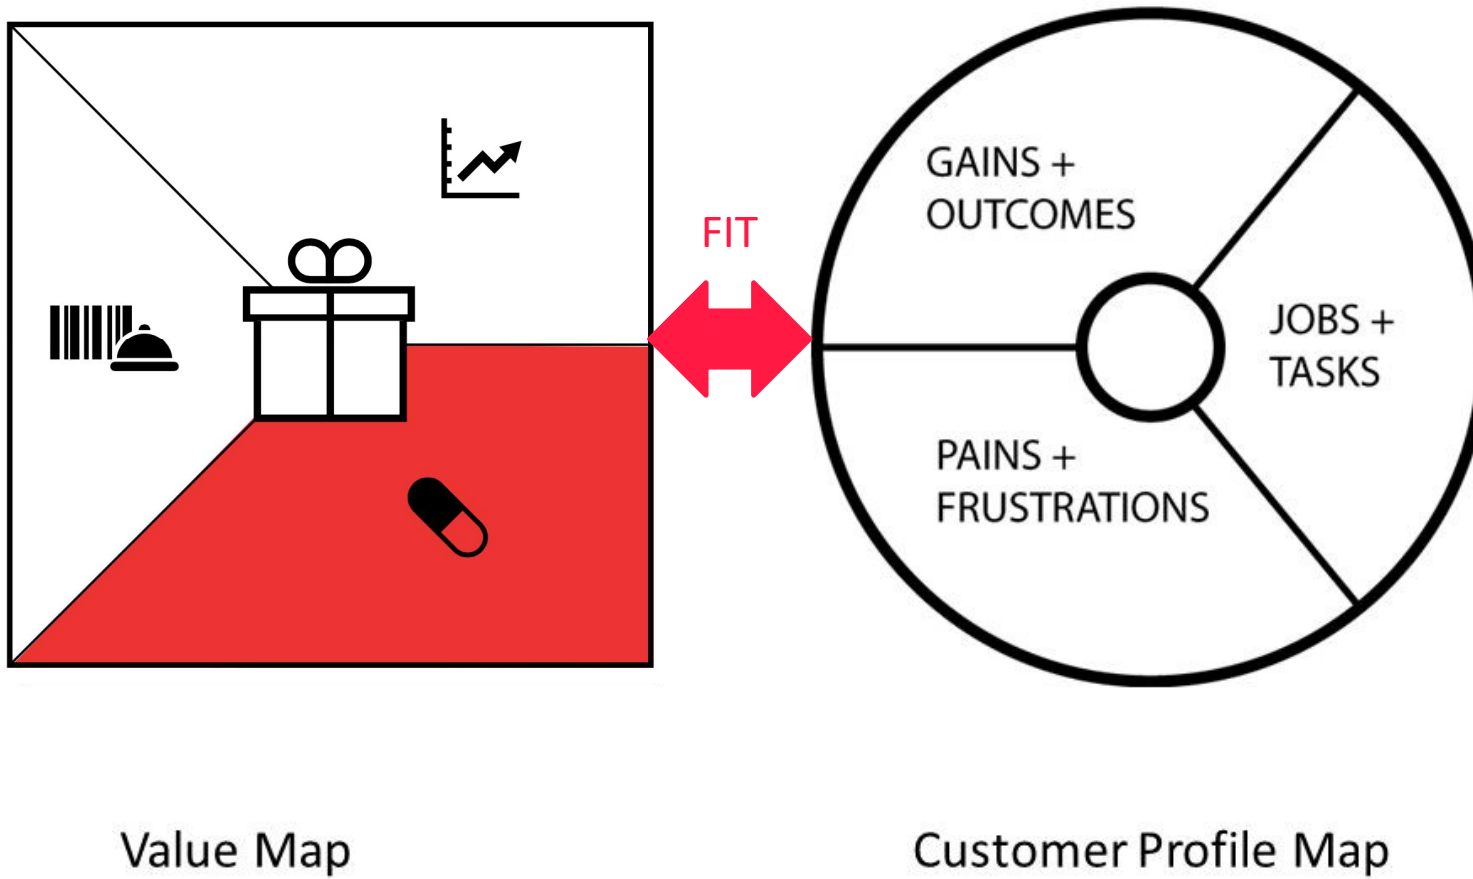 GAINS +
OUTCOMES
FIT
JOBS +
TASKS
PAINS +
FRUSTRATIONS
Value Map
Customer Profile Map